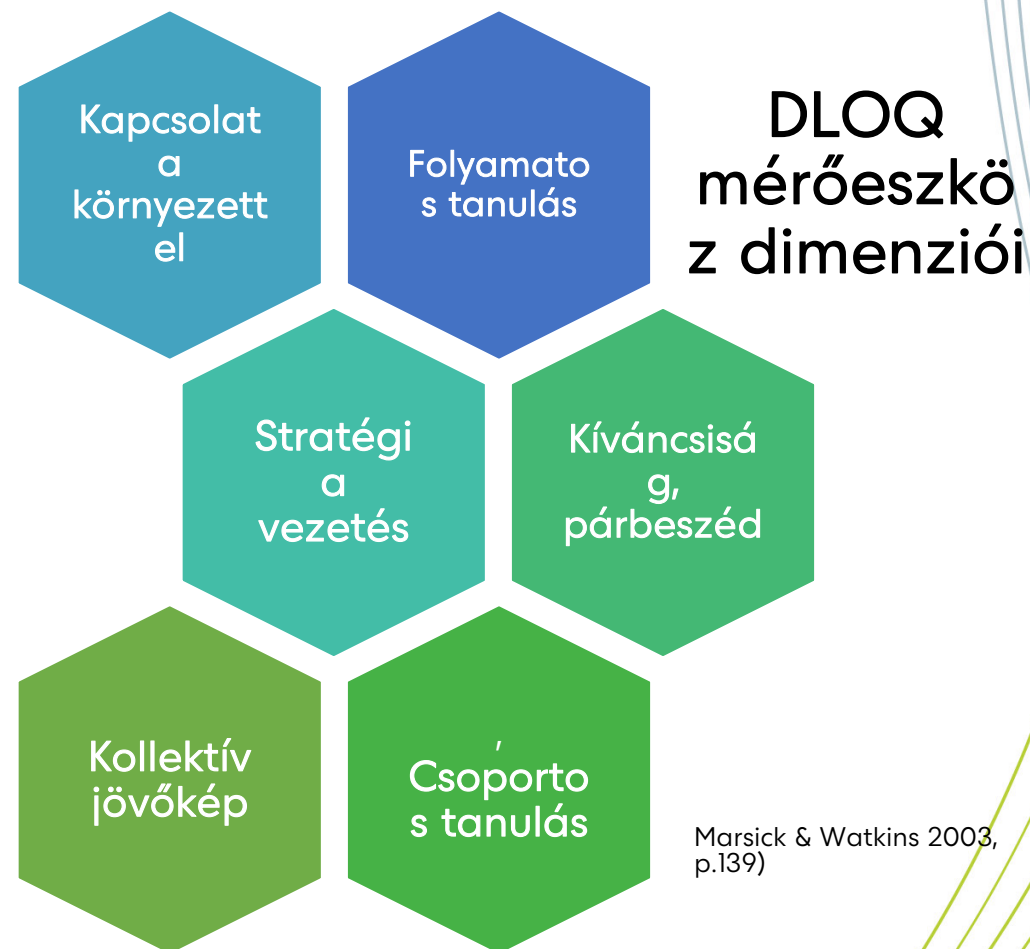 DLOQ
mérőeszkö
z dimenziói
Kapcsolat
a
környezett
el
Folyamato
s tanulás
Stratégi
a
vezetés
Kíváncsisá
g,
párbeszéd
Kollektív
jövőkép
,
Csoporto
s tanulás
Marsick & Watkins 2003,
p.139)